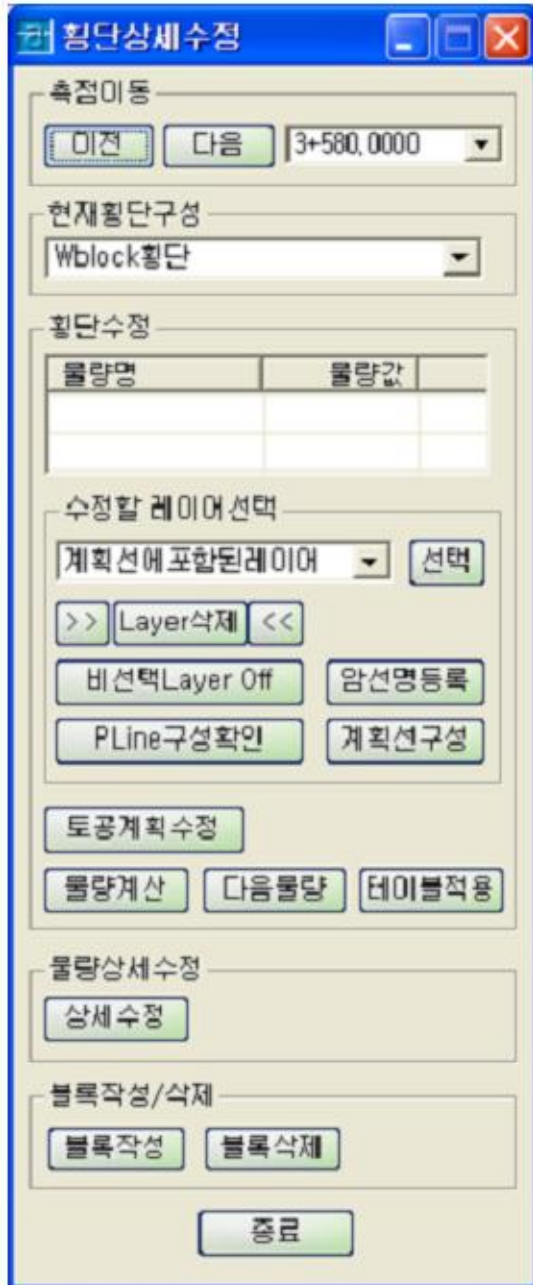 횡단상세수정
측점이동
이전 다음 3+580,0000
현재횡단구성
Wblock횡단
횡단수정
물량명 물량값
수정할 레이어선택
계획선에포함된레이어 선택
>> Layer삭제 <<
비선택Layer Off 암선명등록
PLine구성확인 계획선구성
토공계획수정
물량계산 다음물량 테이블적용
물량상세수정
상세수정
블록작성/삭제
블록작성 블록삭제
종료